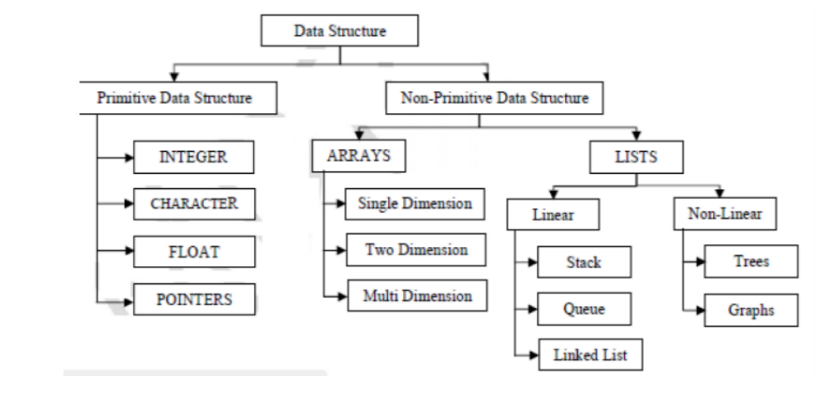 Data Structure
Primitive Data Structure
Non-Primitive Data Structure
INTEGER
ARRAYS
LISTS
CHARACTER
Single Dimension
Linear
Non-Linear
FLOAT
Two Dimension
Stack
Trees
POINTERS
Multi Dimension
Queue
Graphs
Linked List